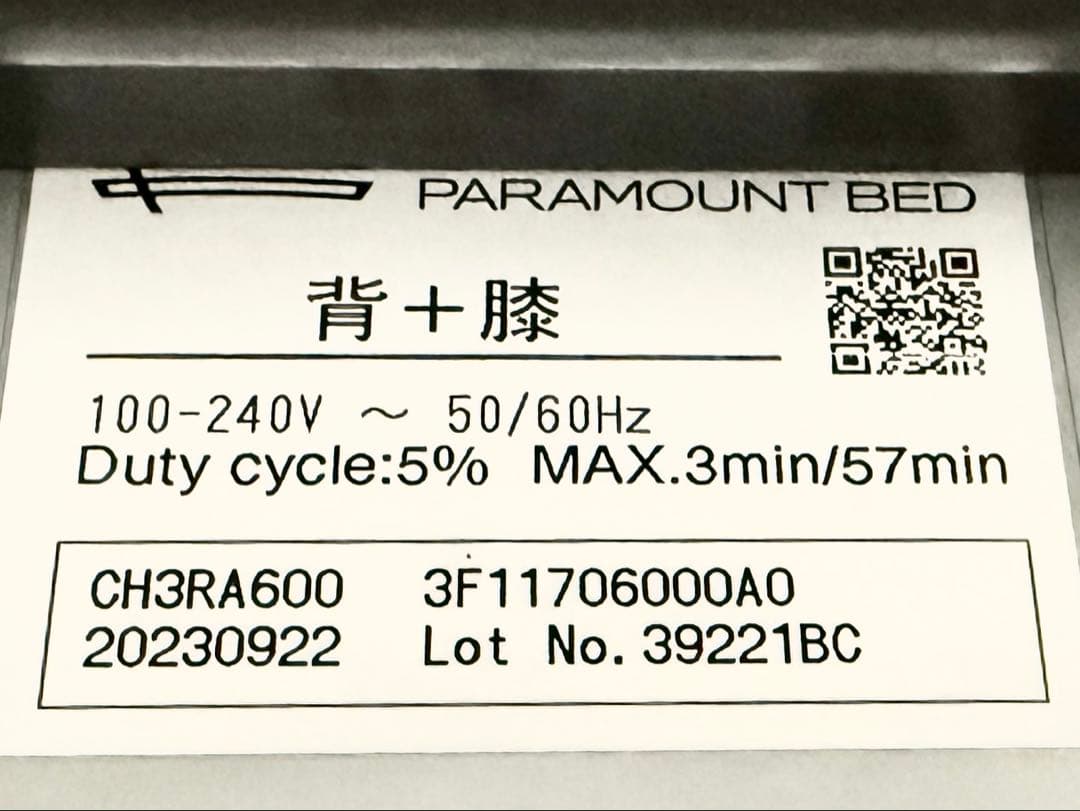 PARAMOUNT BED
背＋膝
100-240V ～ 50/60Hz
Duty cycle:5% MAX.3min/57min
CH3RA600 3F11706000A0
20230922 Lot No. 39221BC